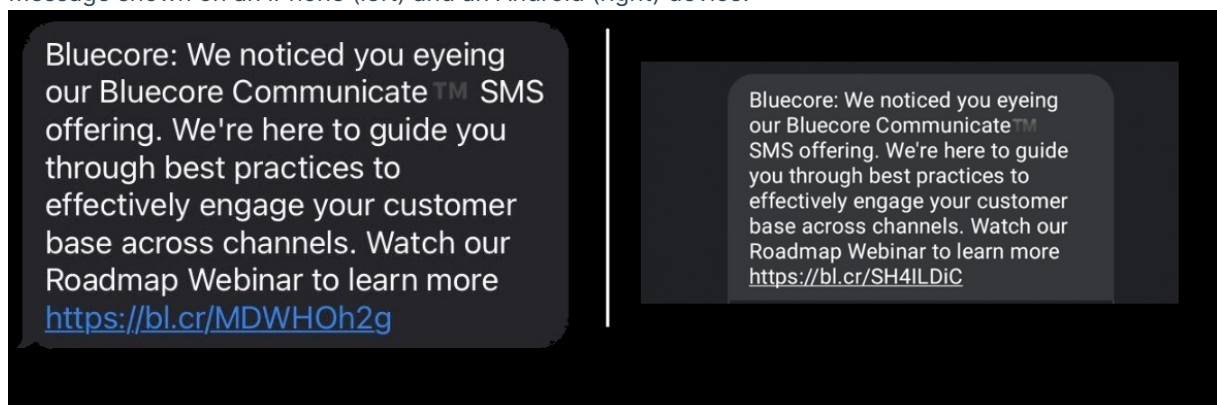 message shown on an iPhone (left) and an Android (right) device.
Bluecore: We noticed you eyeing
our Bluecore Communicate™ SMS
offering. We're here to guide you
through best practices to
effectively engage your customer
base across channels. Watch our
Roadmap Webinar to learn more
https://bl.cr/MDWHOh2g
Bluecore: We noticed you eyeing
our Bluecore Communicate™
SMS offering. We're here to guide
you through best practices to
effectively engage your customer
base across channels. Watch our
Roadmap Webinar to learn more
https://bl.cr/SH4ILDiC